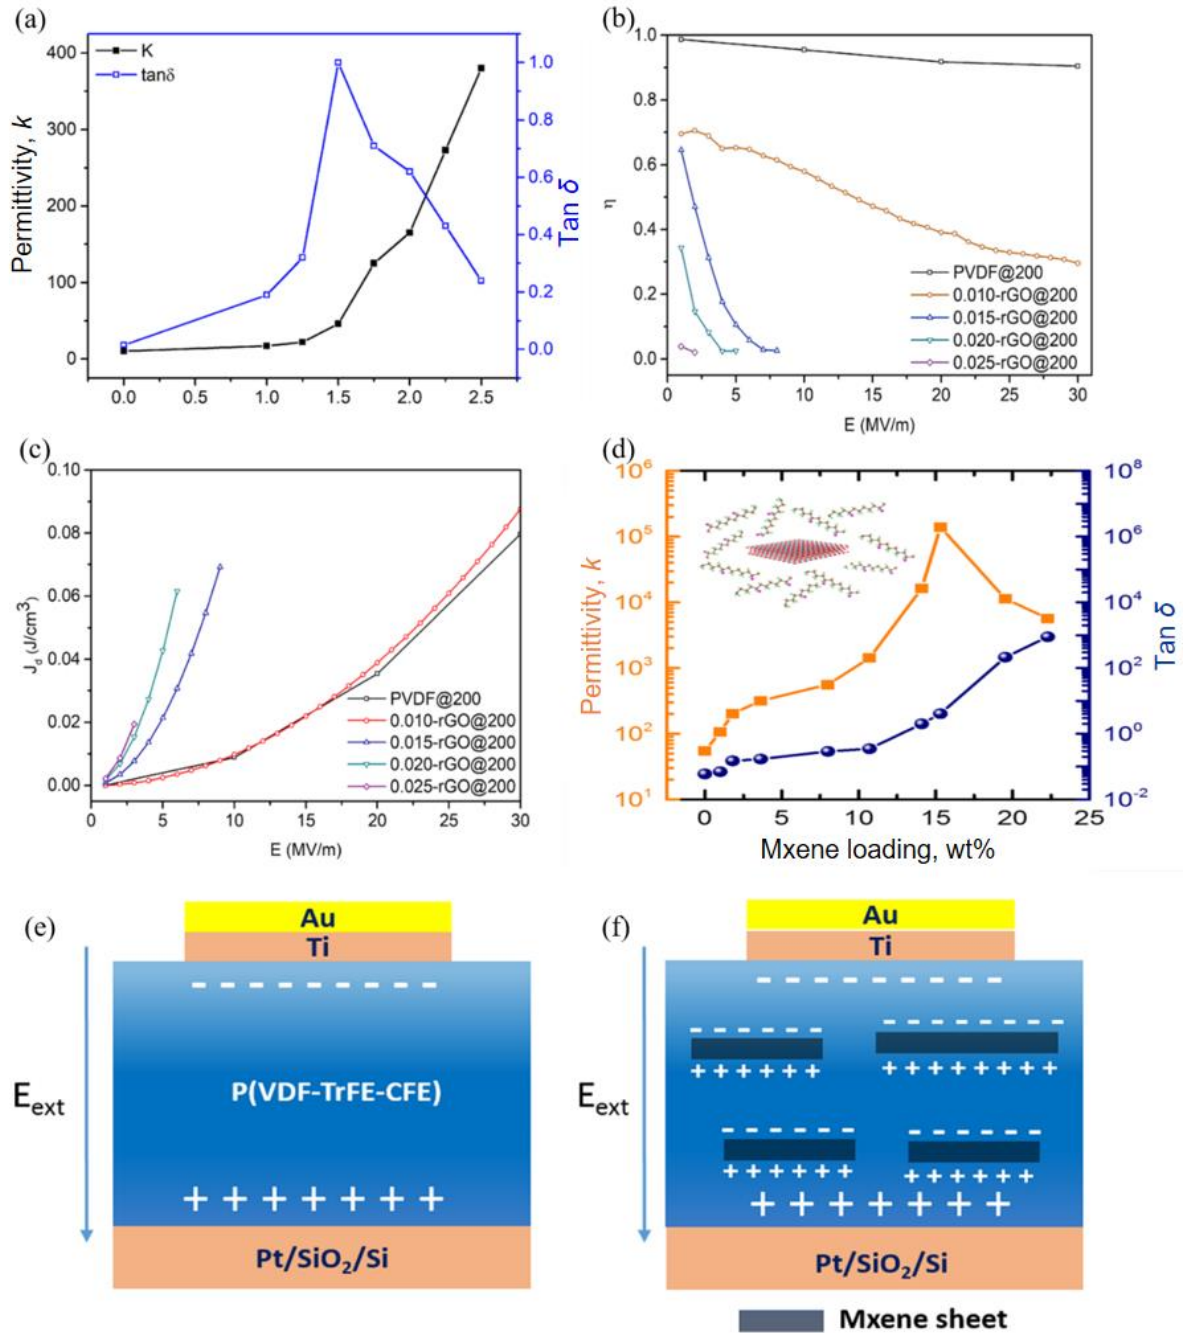 (a)
K
tanδ
400
300
200
100
0
Permittivity, k
1.0
0.8
0.6
0.4
0.2
0.0
Tan δ
0.0
0.5
1.0
1.5
2.0
2.5
(b)
1.0
0.8
0.6
0.4
0.2
0.0
η
PVDF@200
0.010-rGO@200
0.015-rGO@200
0.020-rGO@200
0.025-rGO@200
0
5
10
15
20
25
30
E (MV/m)
(c)
0.10
0.08
0.06
0.04
0.02
0.00
J_d (J/cm³)
PVDF@200
0.010-rGO@200
0.015-rGO@200
0.020-rGO@200
0.025-rGO@200
0
5
10
15
20
25
30
E (MV/m)
(d)
10⁶
10⁵
10⁴
10³
10²
10¹
Permittivity, k
10⁸
10⁶
10⁴
10²
10⁰
10⁻²
Tan δ
0
5
10
15
20
25
Mxene loading, wt%
(e)
Au
Ti
P(VDF-TrFE-CFE)
E_ext
Pt/SiO₂/Si
(f)
Au
Ti
E_ext
Pt/SiO₂/Si
Mxene sheet